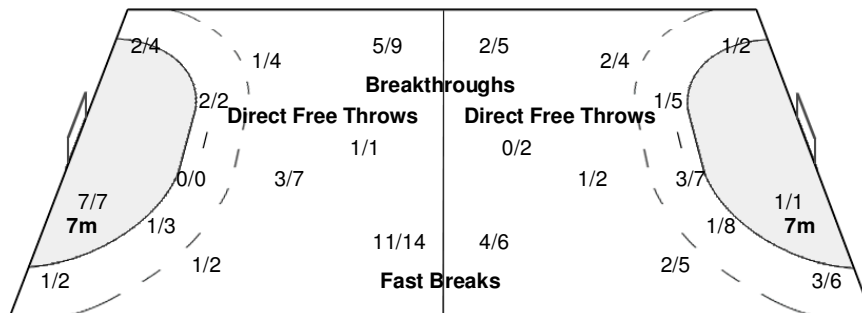 2/4 1/4 5/9 2/5 2/4 1/2
Breakthroughs
2/2 1/5
Direct Free Throws Direct Free Throws
1/1 0/2
0/0 3/7 1/2 3/7
7/7 1/1
7m 1/3 1/8 7m
11/14 4/6
1/2 2/5
1/2 Fast Breaks 3/6